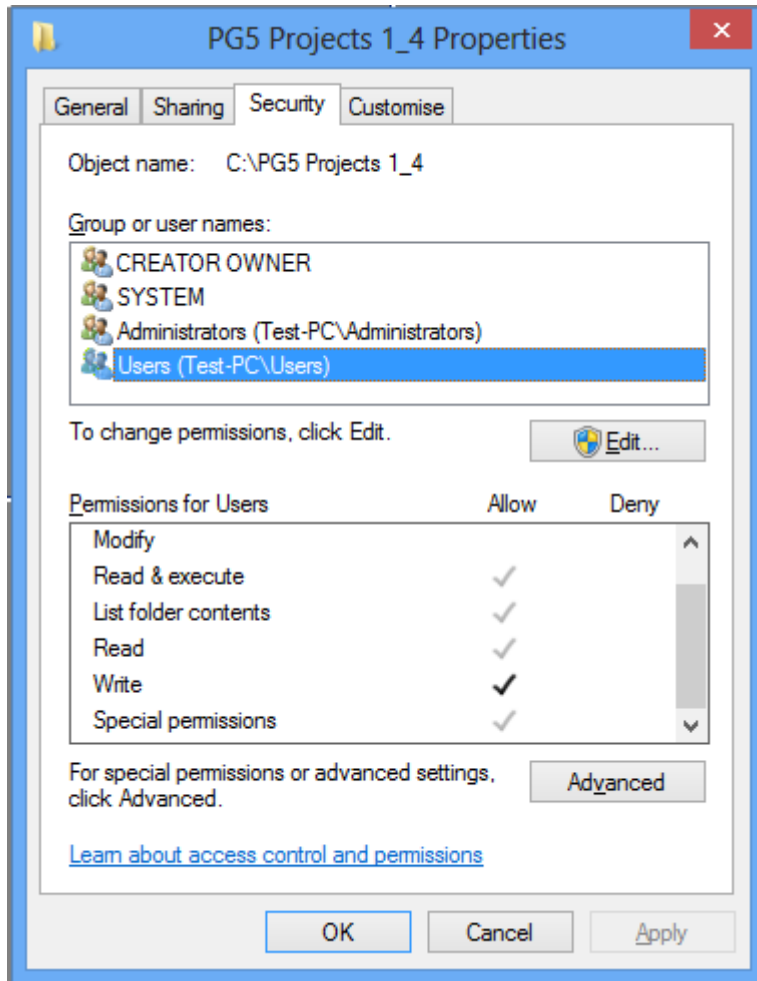 PG5 Projects 1_4 Properties
General Sharing Security Customise
Object name: C:\PG5 Projects 1_4
Group or user names:
CREATOR OWNER
SYSTEM
Administrators (Test-PC\Administrators)
Users (Test-PC\Users)
To change permissions, click Edit.
Edit...
Permissions for Users Allow Deny
Modify
Read & execute
List folder contents
Read
Write
Special permissions
For special permissions or advanced settings,
click Advanced.
Advanced
Learn about access control and permissions
OK Cancel Apply